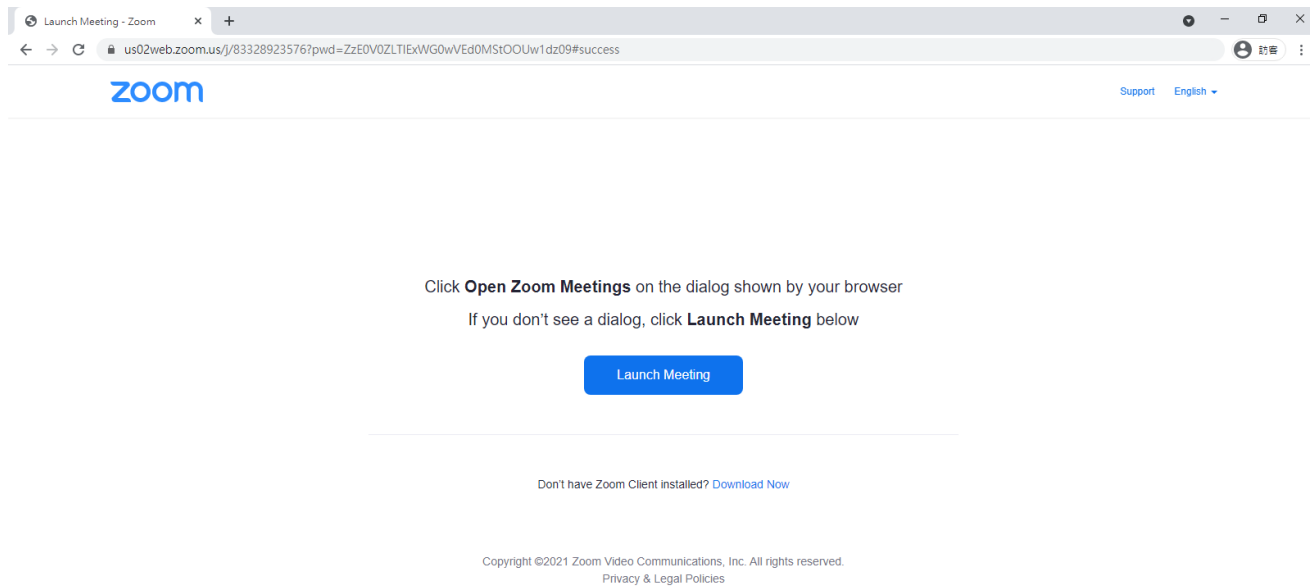 Launch Meeting - Zoom
us02web.zoom.us/j/83328923576?pwd=ZzE0V0ZLTlExWG0wVEd0MStOOUw1dz09#success
訪客
zoom
Support English
Click Open Zoom Meetings on the dialog shown by your browser
If you don't see a dialog, click Launch Meeting below
Launch Meeting
Don't have Zoom Client installed? Download Now
Copyright ©2021 Zoom Video Communications, Inc. All rights reserved.
Privacy & Legal Policies